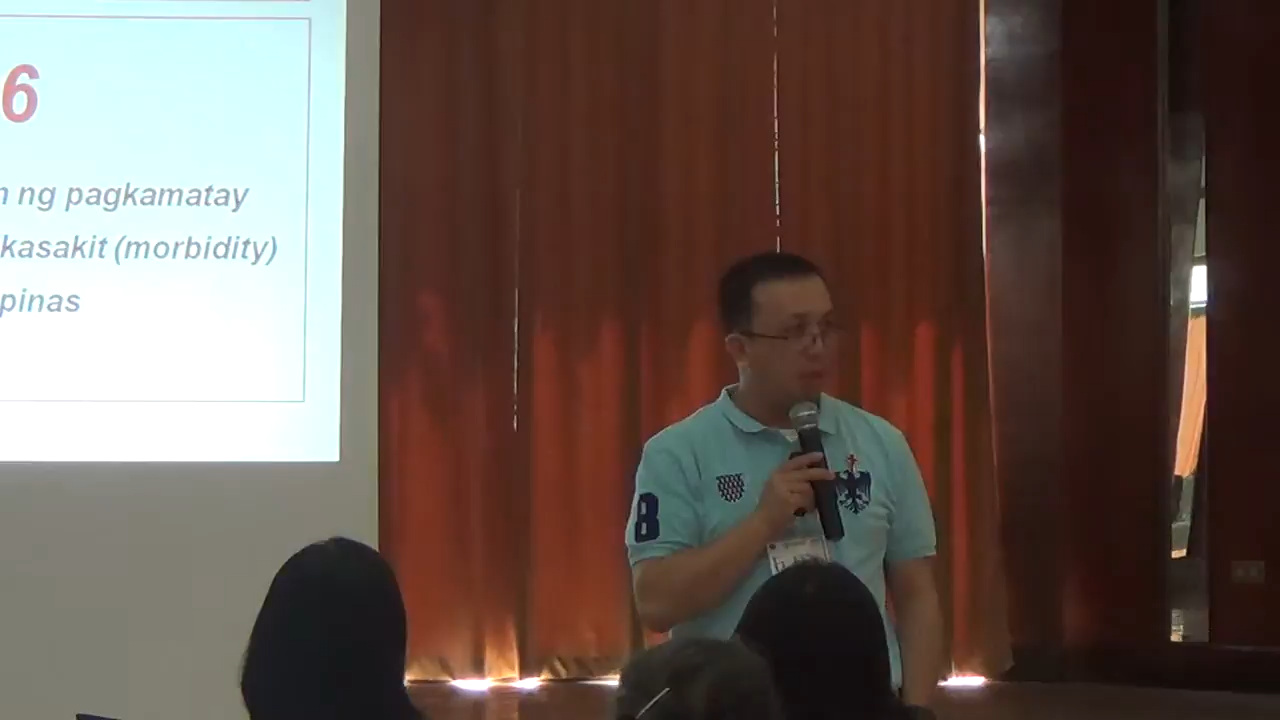 6
ng pagkamatay
kasakit (morbidity)
pinas
8